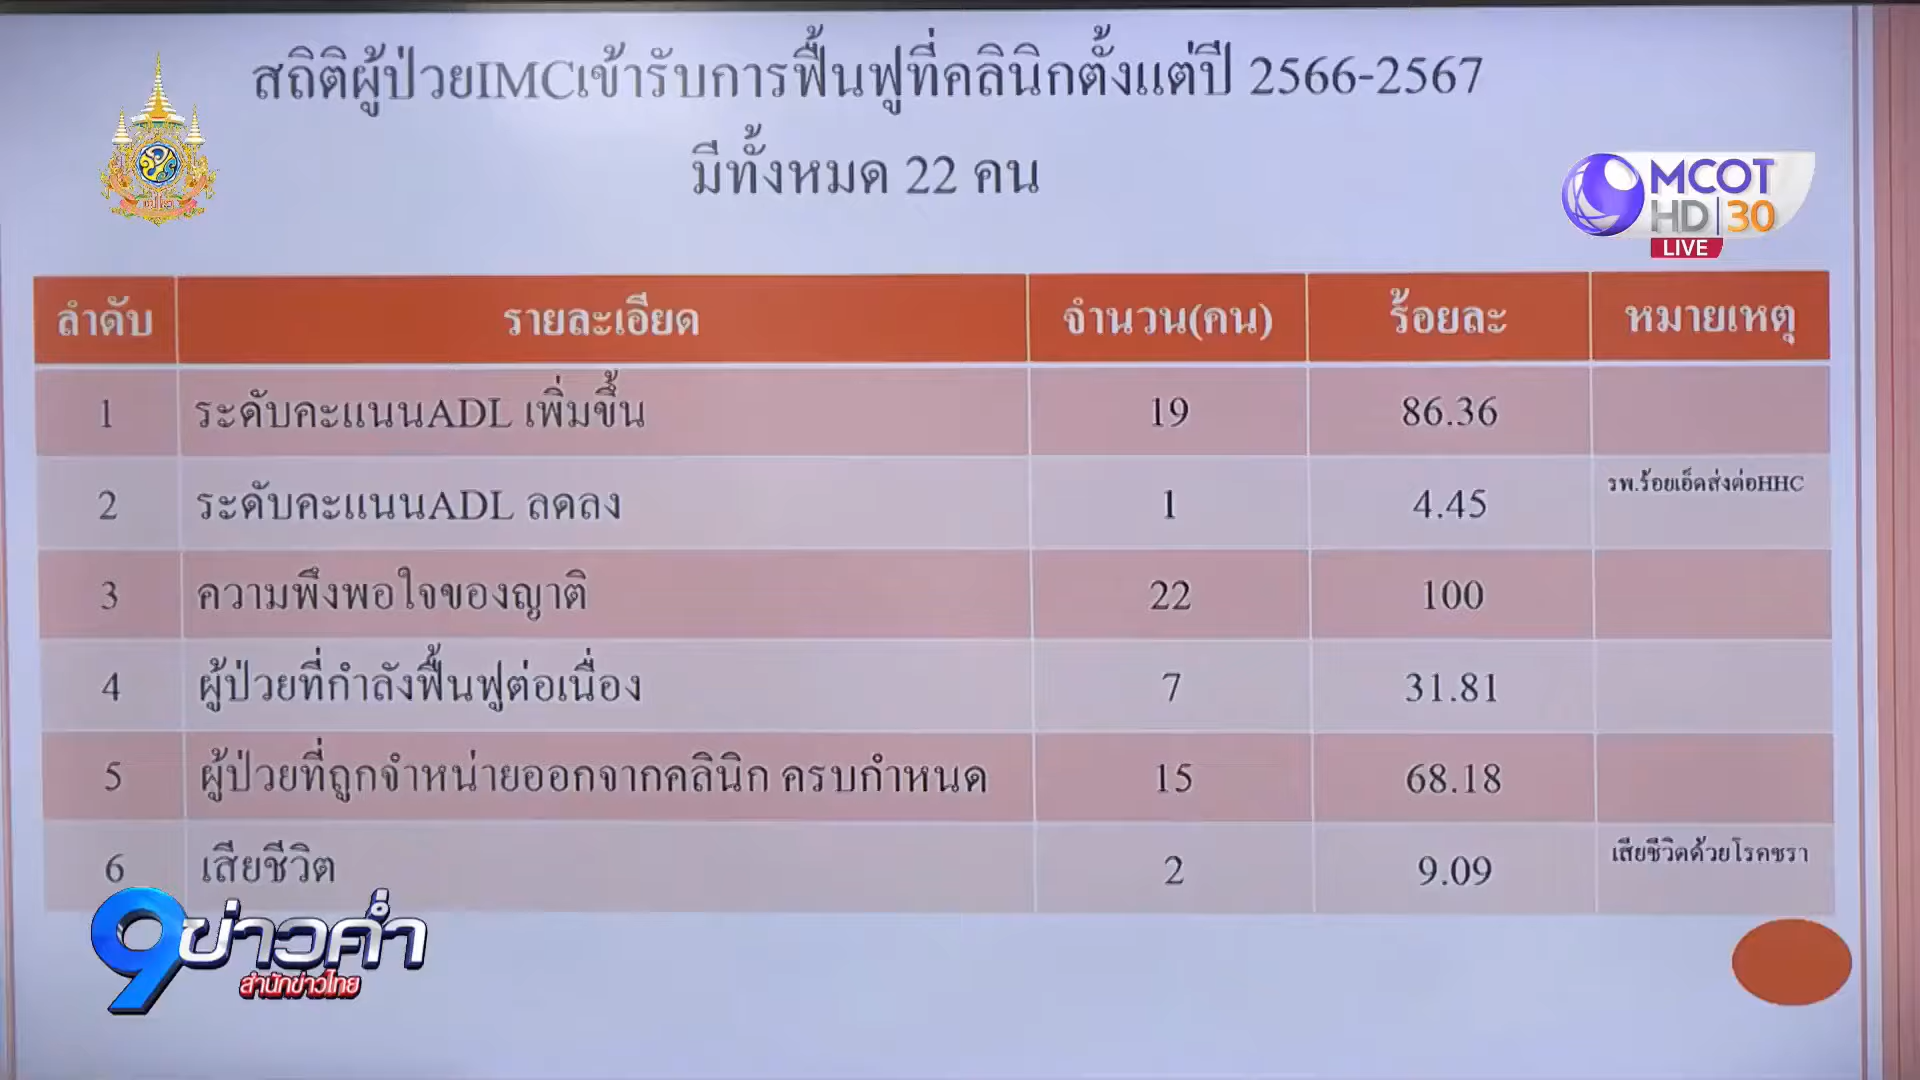 สถิติผู้ป่วยIMCเข้ารับการฟื้นฟูที่คลินิกตั้งแต่ปี 2566-2567
มีทั้งหมด 22 คน
MCOT
HD 30
LIVE
ลำดับ รายละเอียด จำนวน(คน) ร้อยละ หมายเหตุ
1 ระดับคะแนนADL เพิ่มขึ้น 19 86.36
2 ระดับคะแนนADL ลดลง 1 4.45 รพ.ร้อยเอ็ดส่งต่อHHC
3 ความพึงพอใจของญาติ 22 100
4 ผู้ป่วยที่กำลังฟื้นฟูต่อเนื่อง 7 31.81
5 ผู้ป่วยที่ถูกจำหน่ายออกจากคลินิก ครบกำหนด 15 68.18
6 เสียชีวิต 2 9.09 เสียชีวิตด้วยโรคชรา
9ข่าวค่ำ
สำนักข่าวไทย